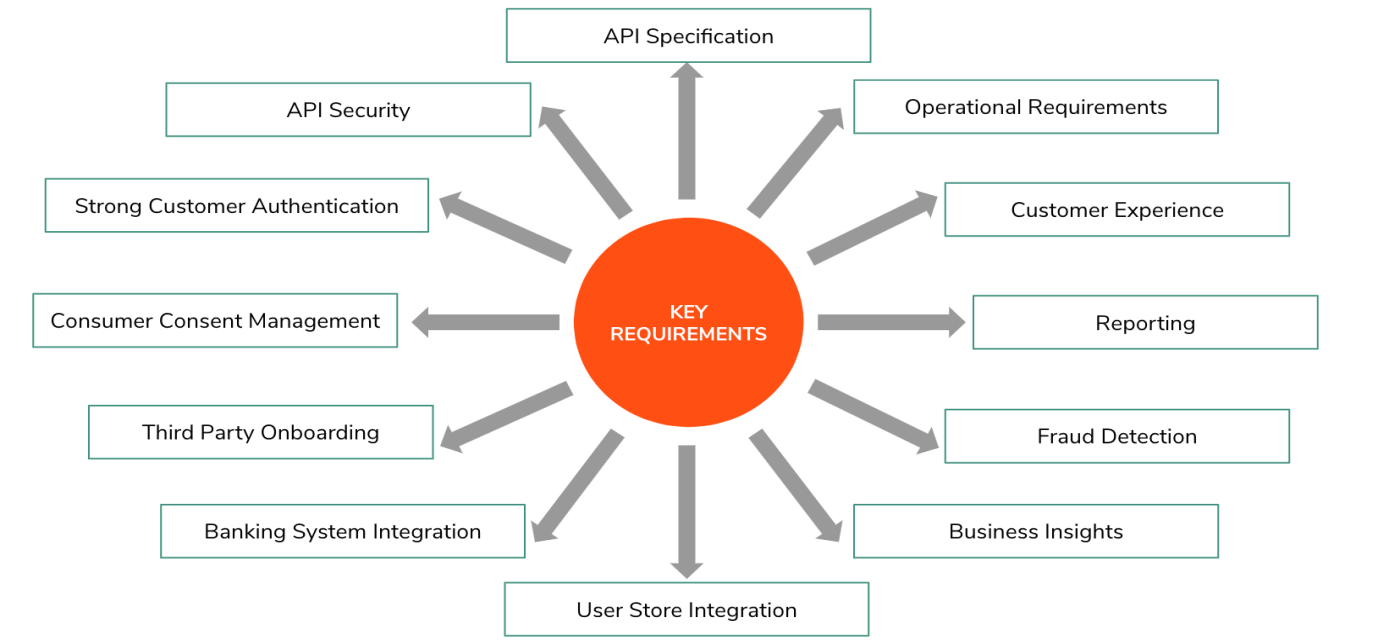 API Specification
Operational Requirements
API Security
Strong Customer Authentication
Customer Experience
KEY
REQUIREMENTS
Consumer Consent Management
Reporting
Third Party Onboarding
Fraud Detection
Banking System Integration
Business Insights
User Store Integration